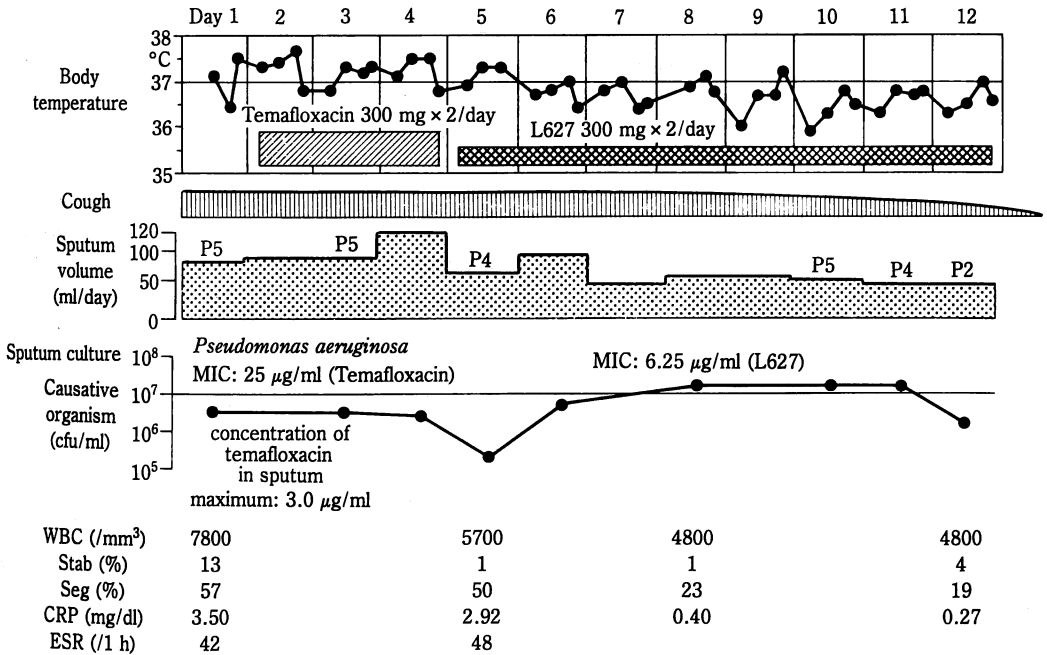 Day 1 2 3 4 5 6 7 8 9 10 11 12
38
°C
37
36
35
Body
temperature
Temafloxacin 300 mg × 2/day
L627 300 mg × 2/day
Cough
Sputum
volume
(ml/day)
120
100
50
0
P5 P5 P4 P5 P4 P2
Sputum culture
Causative
organism
(cfu/ml)
10⁸
10⁷
10⁶
10⁵
Pseudomonas aeruginosa
MIC: 25 μg/ml (Temafloxacin)
MIC: 6.25 μg/ml (L627)
concentration of
temafloxacin
in sputum
maximum: 3.0 μg/ml
WBC (/mm³) 7800 5700 4800 4800
Stab (%) 13 1 1 4
Seg (%) 57 50 23 19
CRP (mg/dl) 3.50 2.92 0.40 0.27
ESR (/1 h) 42 48